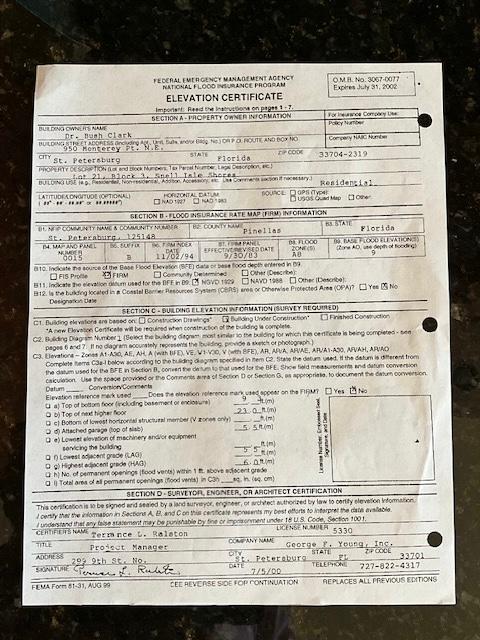 FEDERAL EMERGENCY MANAGEMENT AGENCY
NATIONAL FLOOD INSURANCE PROGRAM
O.M.B. No. 3067-0077
Expires July 31, 2002
ELEVATION CERTIFICATE
Important: Read the instructions on pages 1 - 7.
SECTION A - PROPERTY OWNER INFORMATION
For Insurance Company Use:
BUILDING OWNER'S NAME
Policy Number
Dr. Bush Clark
BUILDING STREET ADDRESS (Including Apt., Unit, Suite, and/or Bldg. No.) OR P.O. ROUTE AND BOX NO.
Company NAIC Number
950 Monterey Pt. N.E.
CITY STATE ZIP CODE
St. Petersburg Florida 33704-2319
PROPERTY DESCRIPTION (Lot and Block Numbers, Tax Parcel Number, Legal Description, etc.)
Lot 21, Block 3, Snell Isle Shores
BUILDING USE (e.g., Residential, Non-residential, Addition, Accessory, etc. Use Comments section if necessary.)
Residential
LATITUDE/LONGITUDE (OPTIONAL) HORIZONTAL DATUM: SOURCE: GPS (Type):
NAD 1927 NAD 1983 USGS Quad Map Other:
SECTION B - FLOOD INSURANCE RATE MAP (FIRM) INFORMATION
B1. NFIP COMMUNITY NAME & COMMUNITY NUMBER B2. COUNTY NAME B3. STATE
St. Petersburg, 125148 Pinellas Florida
B4. MAP AND PANEL NUMBER B5. SUFFIX B6. FIRM INDEX DATE B7. FIRM PANEL EFFECTIVE/REVISED DATE B8. FLOOD ZONE(S) B9. BASE FLOOD ELEVATION(S) (Zone AO, use depth of flooding)
0015 B 11/02/94 9/30/83 A8 9
B10. Indicate the source of the Base Flood Elevation (BFE) data or base flood depth entered in B9.
FIS Profile FIRM Community Determined Other (Describe):
B11. Indicate the elevation datum used for the BFE in B9: NGVD 1929 NAVD 1988 Other (Describe):
B12. Is the building located in a Coastal Barrier Resources System (CBRS) area or Otherwise Protected Area (OPA)? Yes No
Designation Date
SECTION C - BUILDING ELEVATION INFORMATION (SURVEY REQUIRED)
C1. Building elevations are based on: Construction Drawings* Building Under Construction* Finished Construction
*A new Elevation Certificate will be required when construction of the building is complete.
C2. Building Diagram Number 1 (Select the building diagram most similar to the building for which this certificate is being completed - see
pages 6 and 7. If no diagram accurately represents the building, provide a sketch or photograph.)
C3. Elevations - Zones A1-A30, AE, AH, A (with BFE), VE, V1-V30, V (with BFE), AR, AR/A, AR/AE, AR/A1-A30, AR/AH, AR/AO
Complete Items C3a-i below according to the building diagram specified in Item C2. State the datum used. If the datum is different from
the datum used for the BFE in Section B, convert the datum to that used for the BFE. Show field measurements and datum conversion
calculation. Use the space provided or the Comments area of Section D or Section G, as appropriate, to document the datum conversion.
Datum Conversion/Comments
Elevation reference mark used Does the elevation reference mark used appear on the FIRM? Yes No
a) Top of bottom floor (including basement or enclosure) ft.(m)
b) Top of next higher floor 23.0 ft.(m)
c) Bottom of lowest horizontal structural member (V zones only) ft.(m)
d) Attached garage (top of slab) 5.5 ft.(m)
e) Lowest elevation of machinery and/or equipment
servicing the building ft.(m)
f) Lowest adjacent grade (LAG) 5.5 ft.(m)
g) Highest adjacent grade (HAG) 6.0 ft.(m)
h) No. of permanent openings (flood vents) within 1 ft. above adjacent grade
i) Total area of all permanent openings (flood vents) in C3h sq. in. (sq. cm)
License Number, Embossed Seal, Signature, and Date
SECTION D - SURVEYOR, ENGINEER, OR ARCHITECT CERTIFICATION
This certification is to be signed and sealed by a land surveyor, engineer, or architect authorized by law to certify elevation information.
I certify that the information in Sections A, B, and C on this certificate represents my best efforts to interpret the data available.
I understand that any false statement may be punishable by fine or imprisonment under 18 U.S. Code, Section 1001.
CERTIFIER'S NAME Terrance L. Ralston LICENSE NUMBER 5330
TITLE Project Manager COMPANY NAME George F. Young, Inc.
ADDRESS 299 9th St. No. CITY St. Petersburg STATE FL ZIP CODE 33701
SIGNATURE DATE 7/5/00 TELEPHONE 727-822-4317
FEMA Form 81-31, AUG 99 SEE REVERSE SIDE FOR CONTINUATION REPLACES ALL PREVIOUS EDITIONS